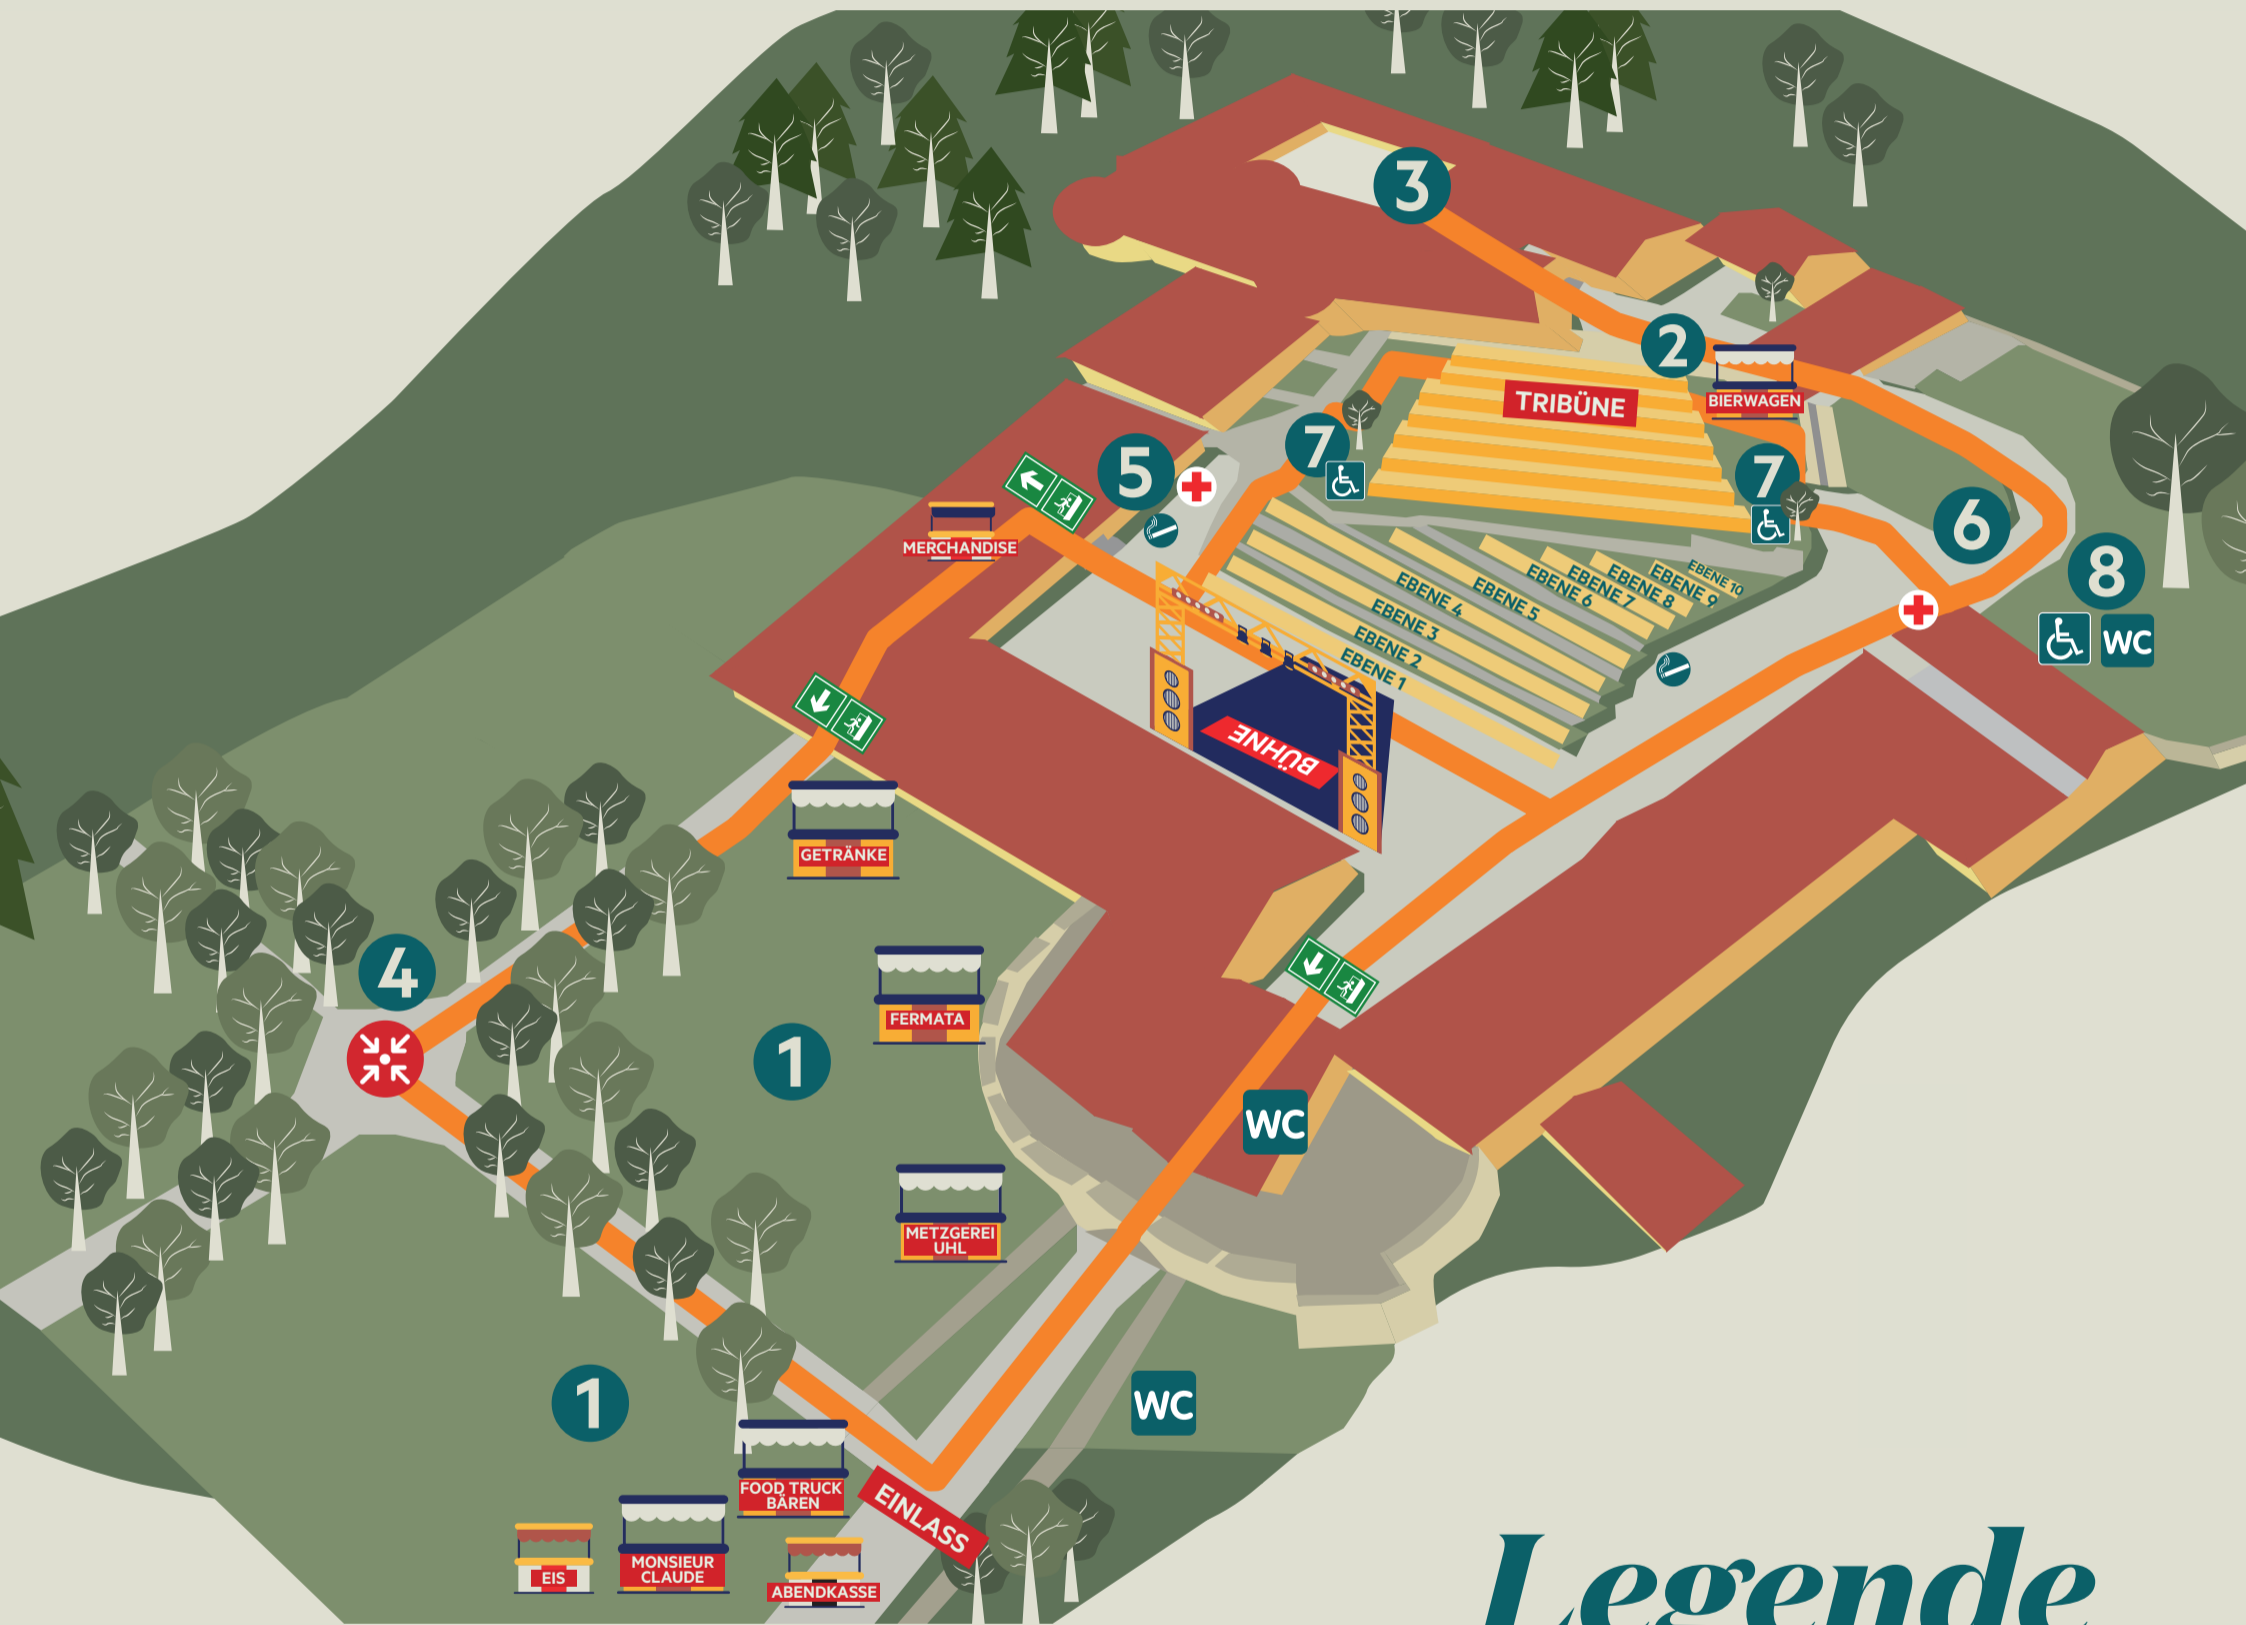 3
2
BIERWAGEN
TRIBÜNE
7
7
5
6
8
WC
MERCHANDISE
EBENE 10
EBENE 9
EBENE 8
EBENE 7
EBENE 6
EBENE 5
EBENE 4
EBENE 3
EBENE 2
EBENE 1
BÜHNE
GETRÄNKE
4
FERMATA
1
WC
METZGEREI
UHL
1
WC
FOOD TRUCK
BÄREN
EINLASS
EIS
MONSIEUR
CLAUDE
ABENDKASSE
Legende